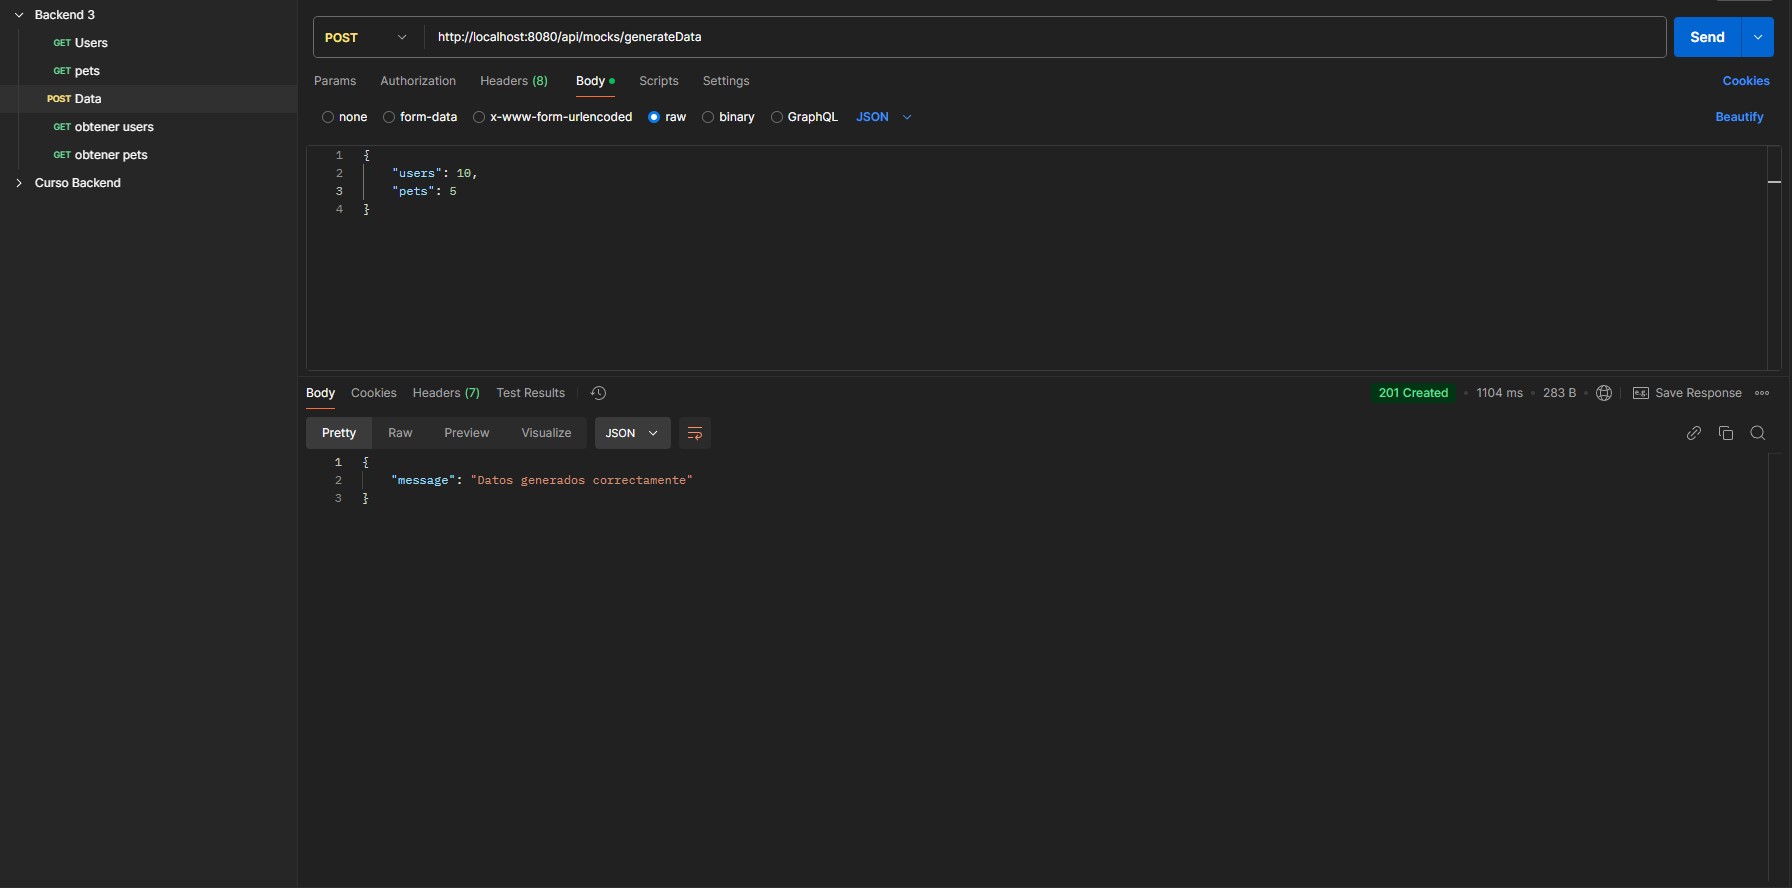 Backend 3
GET Users
GET pets
POST Data
GET obtener users
GET obtener pets
Curso Backend
POST http://localhost:8080/api/mocks/generateData Send
Params Authorization Headers (8) Body Scripts Settings Cookies
none form-data x-www-form-urlencoded raw binary GraphQL JSON Beautify
1 {
2 "users": 10,
3 "pets": 5
4 }
Body Cookies Headers (7) Test Results 201 Created • 1104 ms • 283 B • e.g. Save Response
Pretty Raw Preview Visualize JSON
1 {
2 "message": "Datos generados correctamente"
3 }